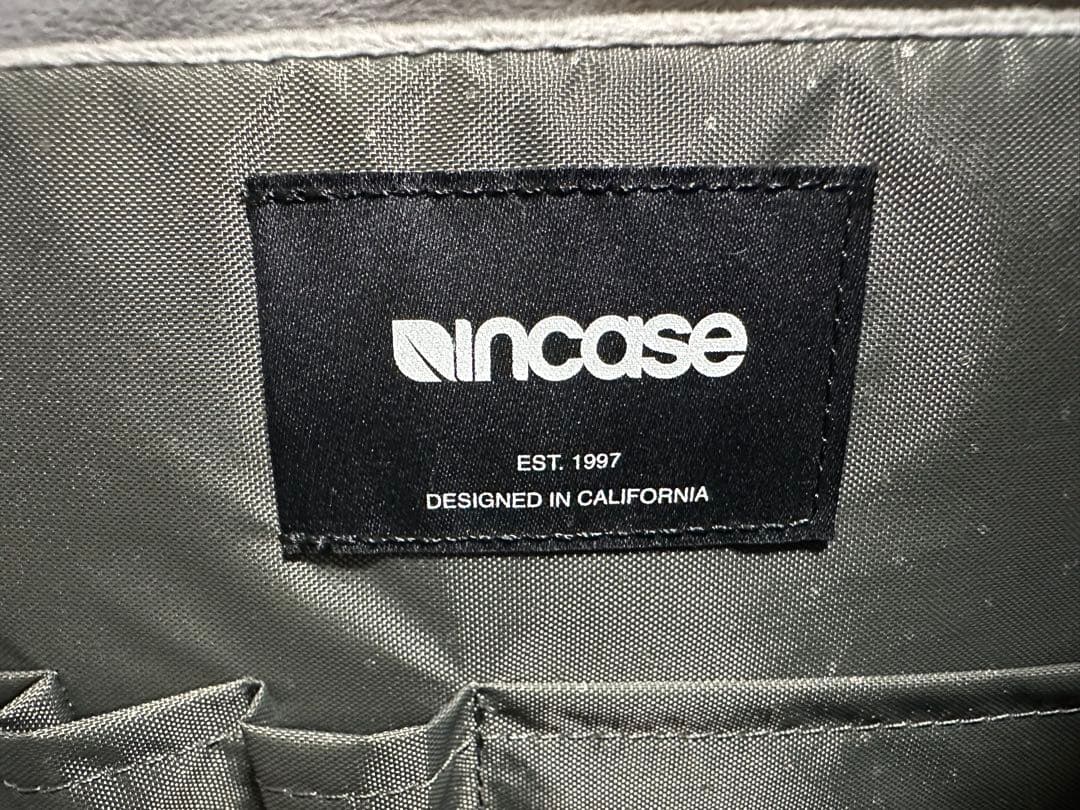 incase
EST. 1997
DESIGNED IN CALIFORNIA